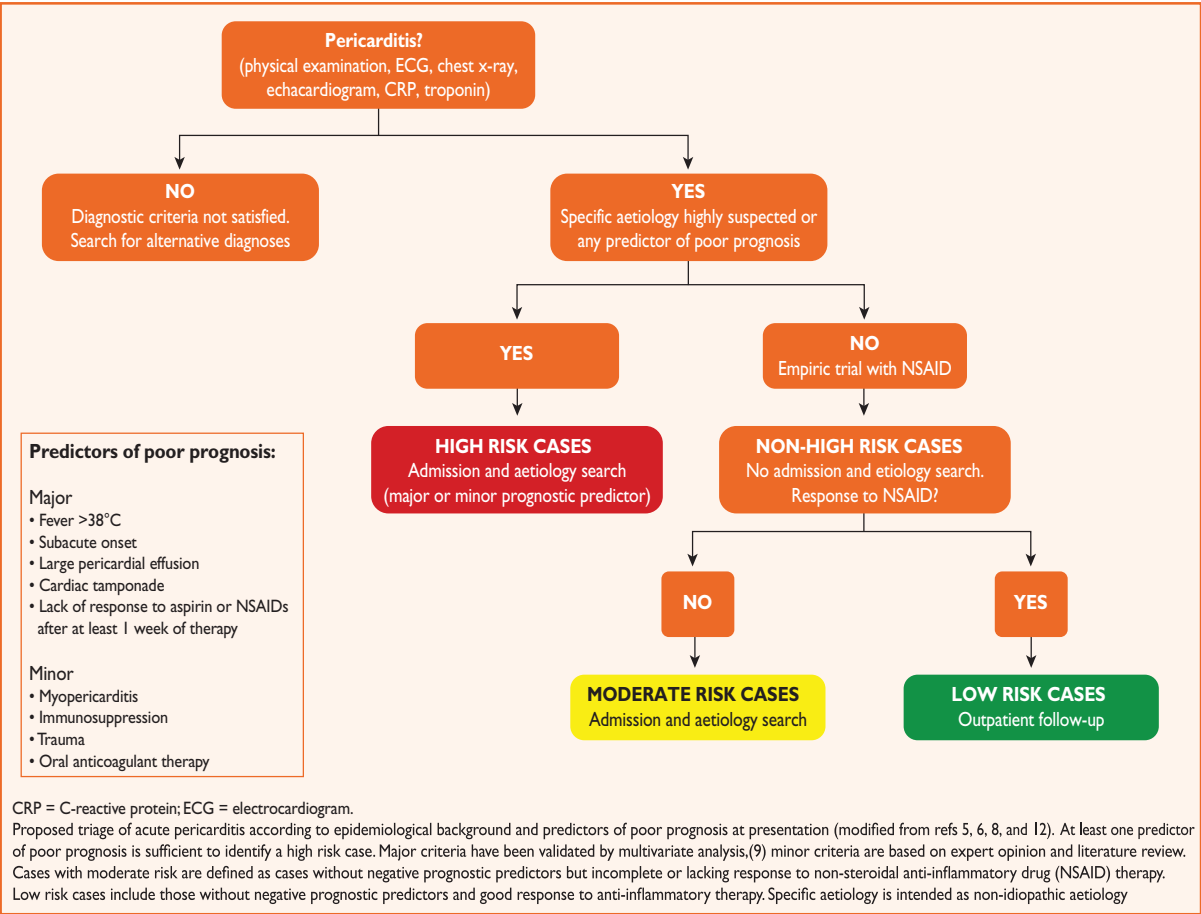 Pericarditis?
(physical examination, ECG, chest x-ray,
echacardiogram, CRP, troponin)
NO
Diagnostic criteria not satisfied.
Search for alternative diagnoses
YES
Specific aetiology highly suspected or
any predictor of poor prognosis
YES
NO
Empiric trial with NSAID
HIGH RISK CASES
Admission and aetiology search
(major or minor prognostic predictor)
NON-HIGH RISK CASES
No admission and etiology search.
Response to NSAID?
NO
YES
MODERATE RISK CASES
Admission and aetiology search
LOW RISK CASES
Outpatient follow-up
Predictors of poor prognosis:
Major
• Fever >38°C
• Subacute onset
• Large pericardial effusion
• Cardiac tamponade
• Lack of response to aspirin or NSAIDs
after at least 1 week of therapy
Minor
• Myopericarditis
• Immunosuppression
• Trauma
• Oral anticoagulant therapy
CRP = C-reactive protein; ECG = electrocardiogram.
Proposed triage of acute pericarditis according to epidemiological background and predictors of poor prognosis at presentation (modified from refs 5, 6, 8, and 12). At least one predictor
of poor prognosis is sufficient to identify a high risk case. Major criteria have been validated by multivariate analysis,(9) minor criteria are based on expert opinion and literature review.
Cases with moderate risk are defined as cases without negative prognostic predictors but incomplete or lacking response to non-steroidal anti-inflammatory drug (NSAID) therapy.
Low risk cases include those without negative prognostic predictors and good response to anti-inflammatory therapy. Specific aetiology is intended as non-idiopathic aetiology